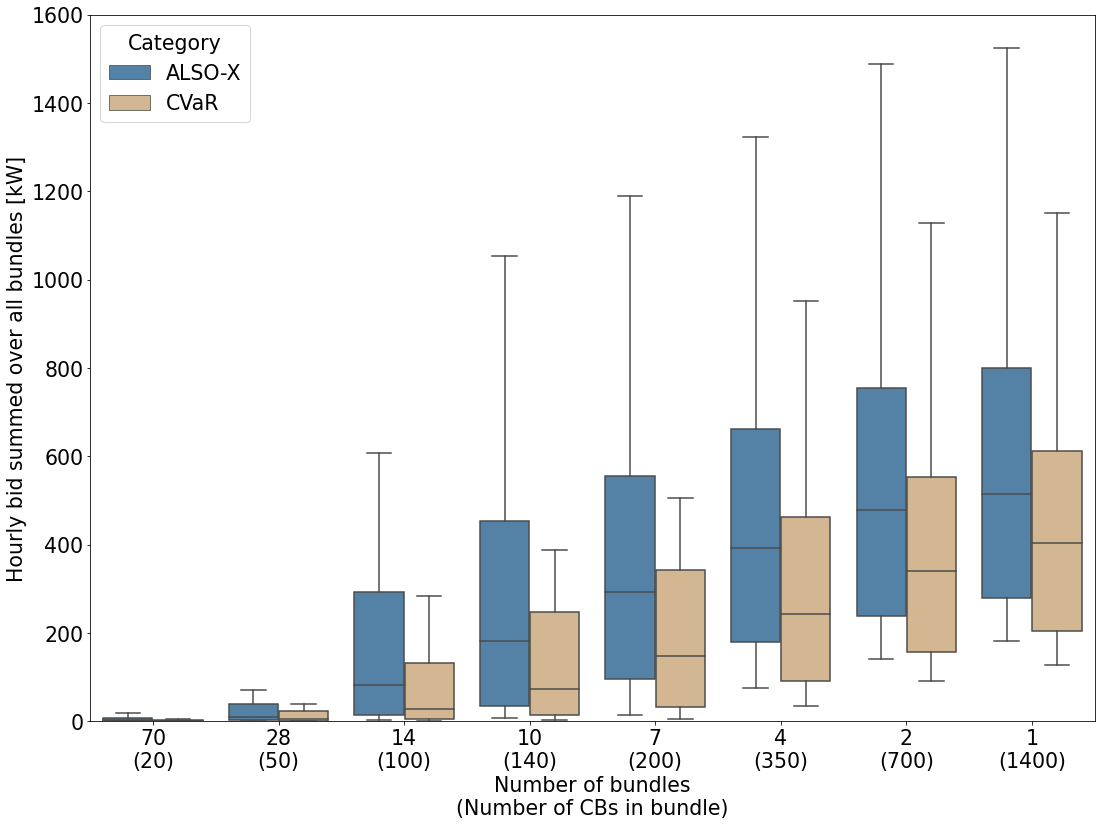 Hourly bid summed over all bundles [kW]
1600
1400
1200
1000
800
600
400
200
0
Category
ALSO-X
CVaR
70 28 14 10 7 4 2 1
(20) (50) (100) (140) (200) (350) (700) (1400)
Number of bundles
(Number of CBs in bundle)